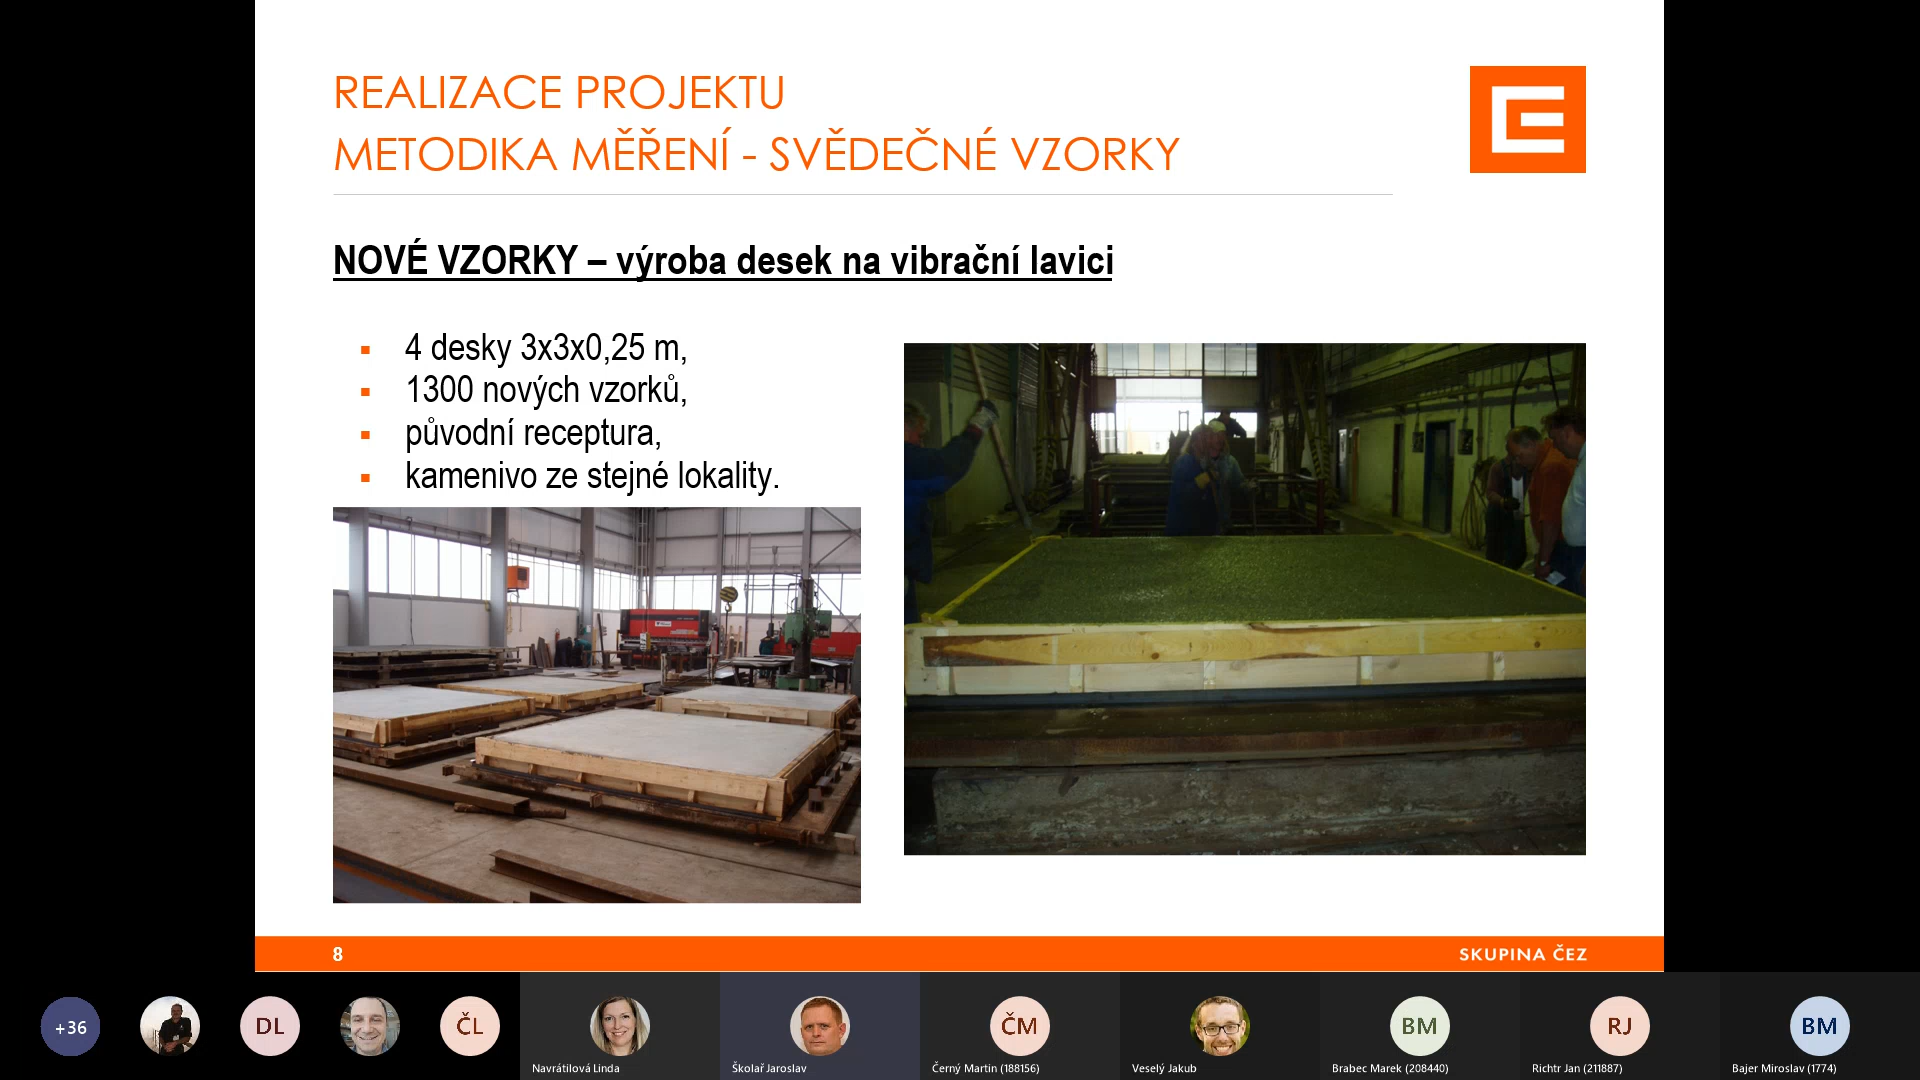 REALIZACE PROJEKTU
METODIKA MĚŘENÍ - SVĚDEČNÉ VZORKY
NOVÉ VZORKY – výroba desek na vibrační lavici
4 desky 3x3x0,25 m,
1300 nových vzorků,
původní receptura,
kamenivo ze stejné lokality.
8
SKUPINA ČEZ
+36
DL
ČL
ČM
BM
RJ
BM
Navrátilová Linda
Školař Jaroslav
Černý Martin (188156)
Veselý Jakub
Brabec Marek (208440)
Richtr Jan (211887)
Bajer Miroslav (1774)